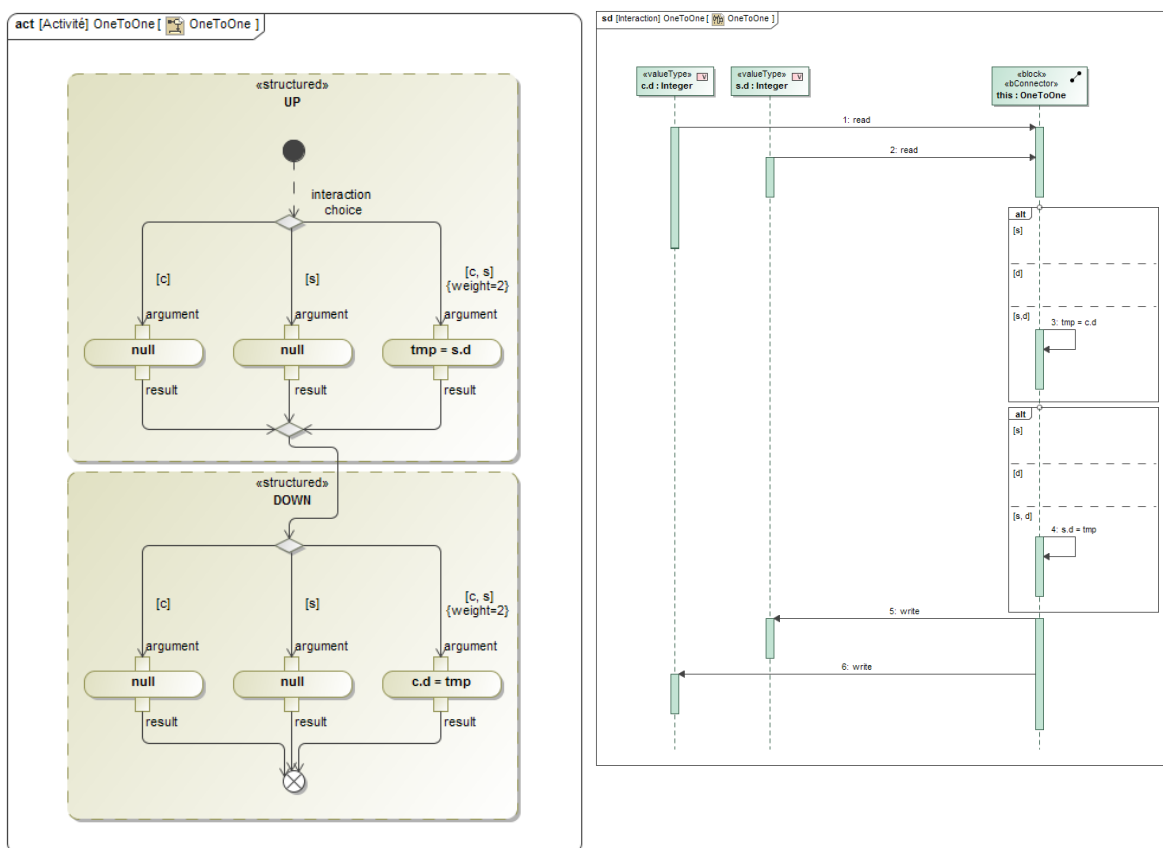 act [Activité] OneToOne [ OneToOne ]
«structured»
UP
interaction
choice
[c]
[s]
[c, s]
{weight=2}
argument
argument
argument
null
null
tmp = s.d
result
result
result
«structured»
DOWN
[c]
[s]
[c, s]
{weight=2}
argument
argument
argument
null
null
c.d = tmp
result
result
result
sd [Interaction] OneToOne [ OneToOne ]
«valueType»
c.d : Integer
«valueType»
s.d : Integer
«block»
«bConnector»
this : OneToOne
1: read
2: read
alt
[s]
[d]
[s,d]
3: tmp = c.d
alt
[s]
[d]
[s, d]
4: s.d = tmp
5: write
6: write